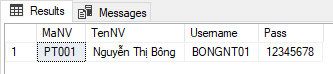 Results Messages
MaNV TenNV Username Pass
1 PT001 Nguyễn Thị Bông BONGNT01 12345678